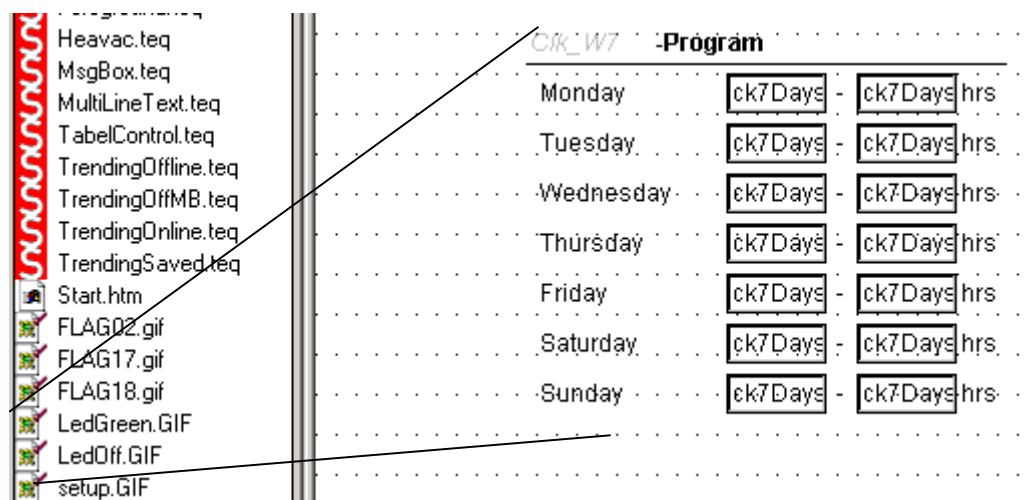 Heavac.teq
MsgBox.teq
MultiLineText.teq
TabelControl.teq
TrendingOffline.teq
TrendingOffMB.teq
TrendingOnline.teq
TrendingSaved.teq
Start.htm
FLAG02.gif
FLAG17.gif
FLAG18.gif
LedGreen.GIF
LedOff.GIF
setup.GIF
Clk_W7 -Program
Monday ck7Days - ck7Days hrs
Tuesday ck7Days - ck7Days hrs
Wednesday ck7Days - ck7Days hrs
Thursday ck7Days - ck7Days hrs
Friday ck7Days - ck7Days hrs
Saturday ck7Days - ck7Days hrs
Sunday ck7Days - ck7Days hrs